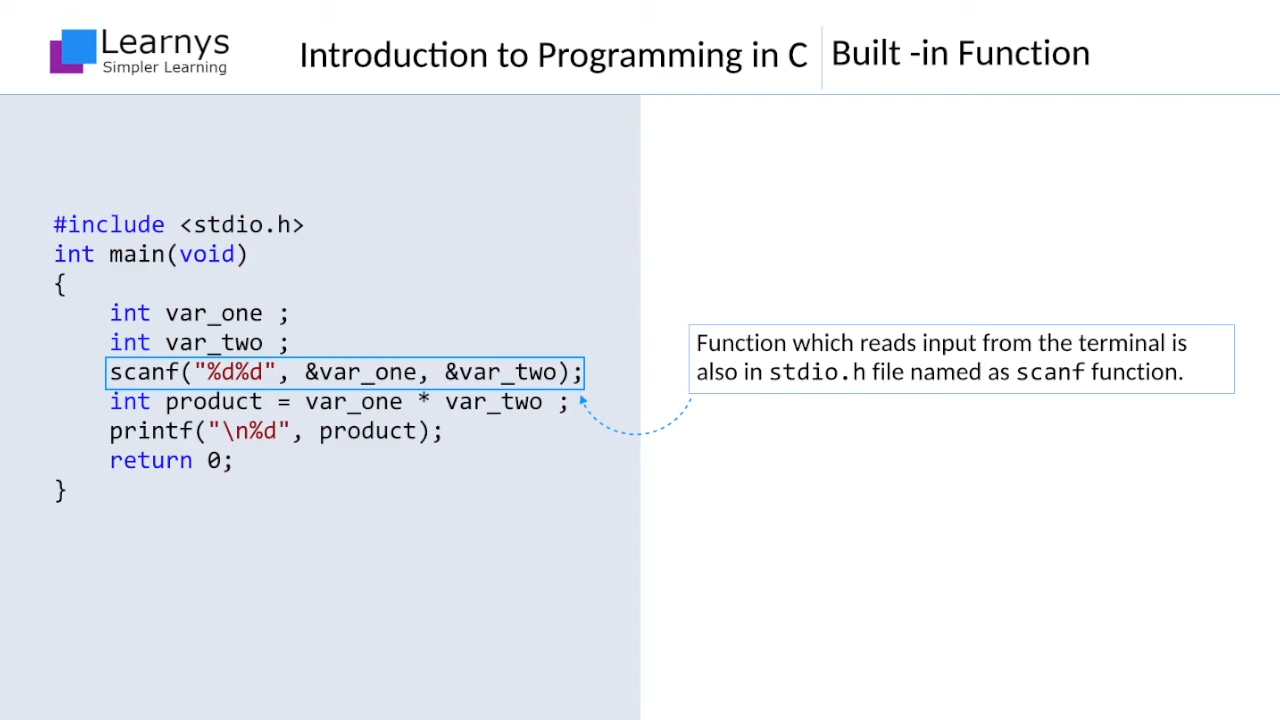 Learnys
Simpler Learning
Introduction to Programming in C
Built -in Function
#include <stdio.h>
int main(void)
{
    int var_one ;
    int var_two ;
    scanf("%d%d", &var_one, &var_two);
    int product = var_one * var_two ;
    printf("\n%d", product);
    return 0;
}
Function which reads input from the terminal is
also in stdio.h file named as scanf function.